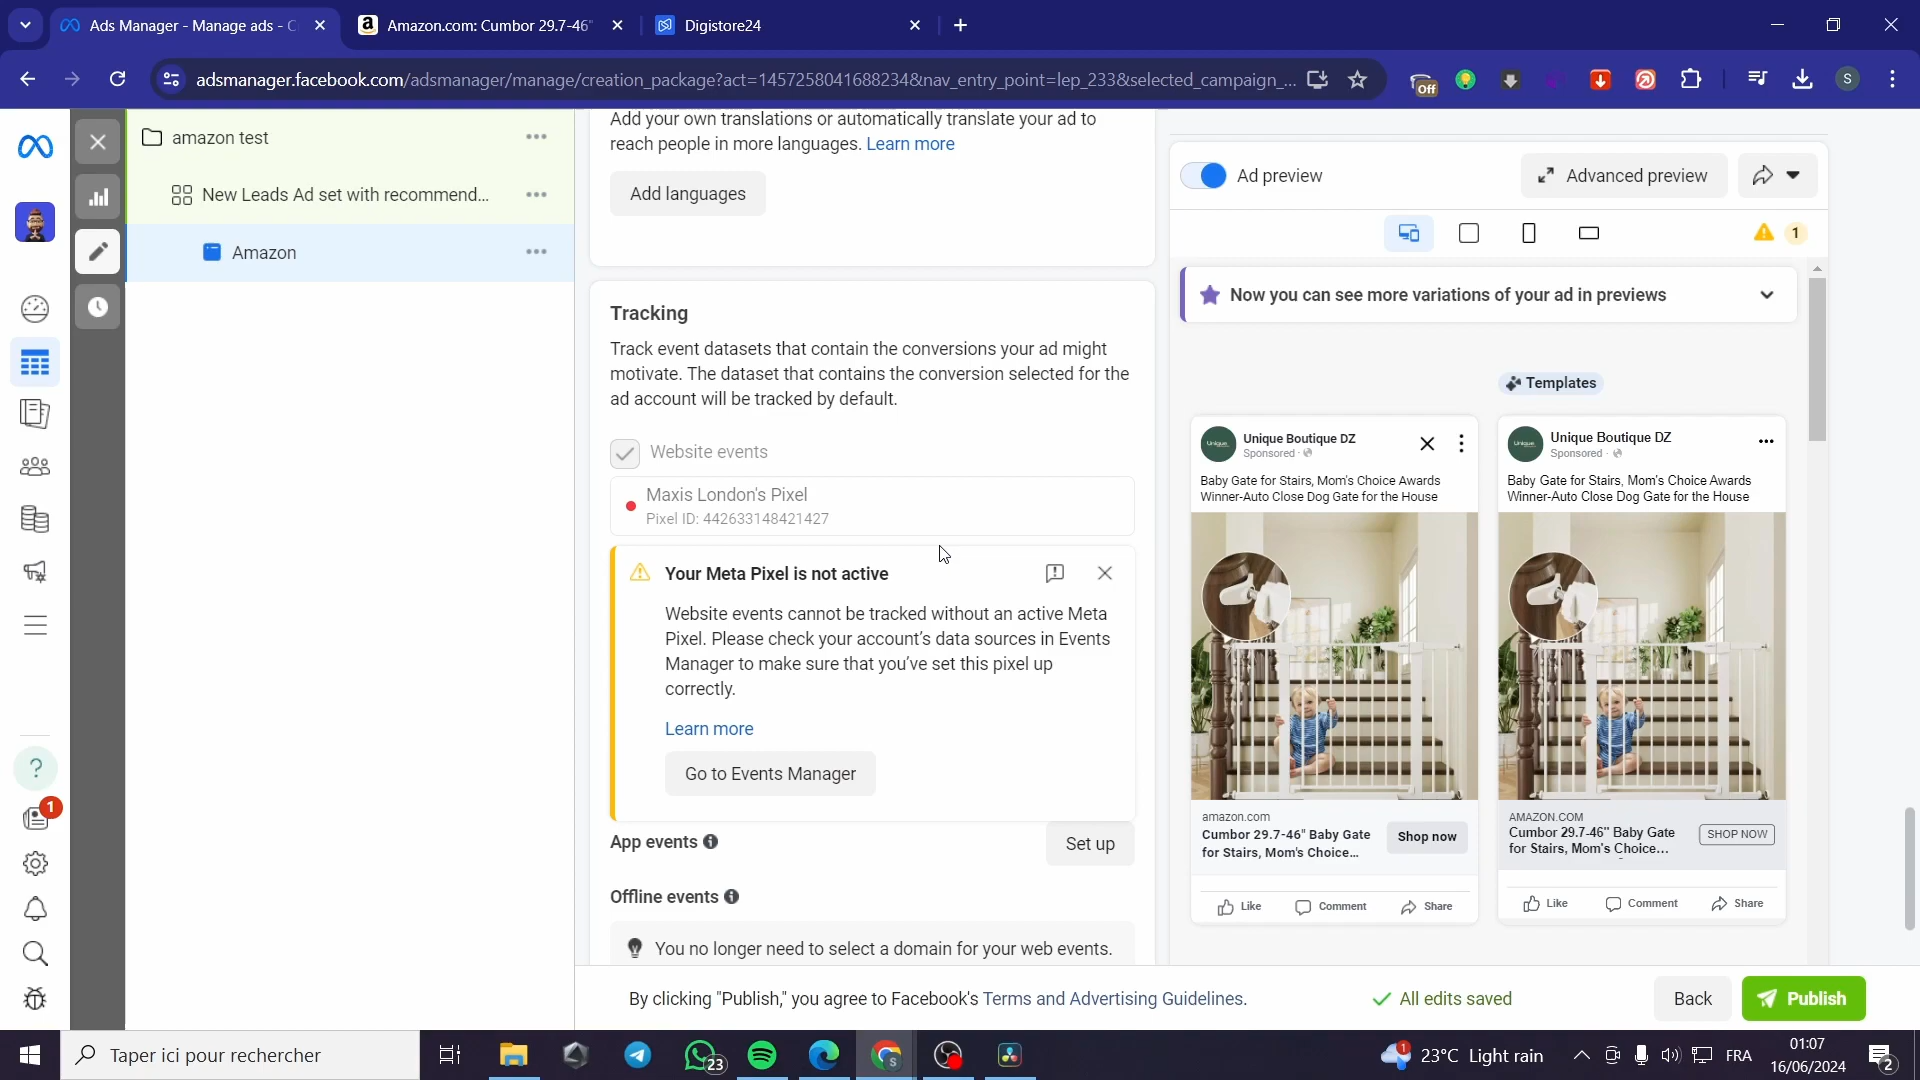 Ads Manager - Manage ads - C
Amazon.com: Cumbor 29.7-46"
Digistore24
adsmanager.facebook.com/adsmanager/manage/creation_package?act=1457258041688234&nav_entry_point=lep_233&selected_campaign_...
Off
S
amazon test
New Leads Ad set with recommend...
Amazon
Add your own translations or automatically translate your ad to
reach people in more languages. Learn more
Add languages
Tracking
Track event datasets that contain the conversions your ad might
motivate. The dataset that contains the conversion selected for the
ad account will be tracked by default.
Website events
Maxis London's Pixel
Pixel ID: 442633148421427
Your Meta Pixel is not active
Website events cannot be tracked without an active Meta
Pixel. Please check your account's data sources in Events
Manager to make sure that you've set this pixel up
correctly.
Learn more
Go to Events Manager
App events
Set up
Offline events
You no longer need to select a domain for your web events.
Ad preview
Advanced preview
1
Now you can see more variations of your ad in previews
Templates
Unique Boutique DZ
Sponsored ·
Baby Gate for Stairs, Mom's Choice Awards
Winner-Auto Close Dog Gate for the House
amazon.com
Cumbor 29.7-46" Baby Gate
for Stairs, Mom's Choice...
Shop now
Like
Comment
Share
Unique Boutique DZ
Sponsored ·
Baby Gate for Stairs, Mom's Choice Awards
Winner-Auto Close Dog Gate for the House
AMAZON.COM
Cumbor 29.7-46" Baby Gate
for Stairs, Mom's Choice...
SHOP NOW
Like
Comment
Share
?
1
By clicking "Publish," you agree to Facebook's Terms and Advertising Guidelines.
All edits saved
Back
Publish
Taper ici pour rechercher
23
1
23°C Light rain
FRA
01:07
16/06/2024
2